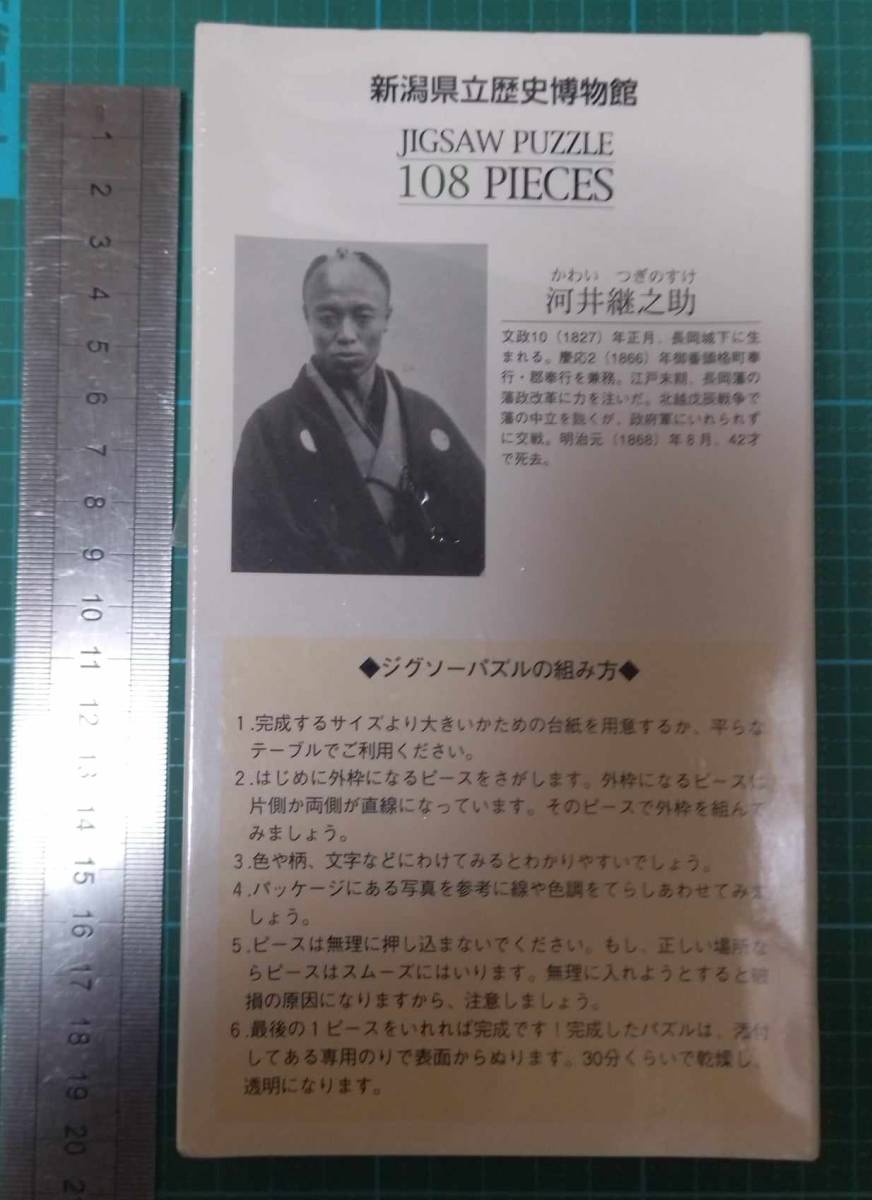 新潟県立歴史博物館
JIGSAW PUZZLE
108 PIECES
かわい つぎのすけ
河井継之助
文政10（1827）年正月、長岡城下に生
まれる。慶応2（1866）年御番頭格町奉
行・郡奉行を兼務。江戸末期、長岡藩の
藩政改革に力を注いだ。北越戊辰戦争で
藩の中立を説くが、政府軍にいれられず
に交戦。明治元（1868）年8月、42才
で死去。
◆ジグソーパズルの組み方◆
1.完成するサイズより大きいかための台紙を用意するか、平らな
テーブルでご利用ください。
2.はじめに外枠になるピースをさがします。外枠になるピースは
片側か両側が直線になっています。そのピースで外枠を組んで
みましょう。
3.色や柄、文字などにわけてみるとわかりやすいでしょう。
4.パッケージにある写真を参考に線や色調をてらしあわせてみま
しょう。
5.ピースは無理に押し込まないでください。もし、正しい場所な
らピースはスムーズにはいります。無理に入れようとすると破
損の原因になりますから、注意しましょう。
6.最後の1ピースをいれれば完成です！完成したパズルは、添付
してある専用のりで表面からぬります。30分くらいで乾燥し、
透明になります。
1
2
3
4
5
6
7
8
9
10
11
12
13
14
15
16
17
18
19
20